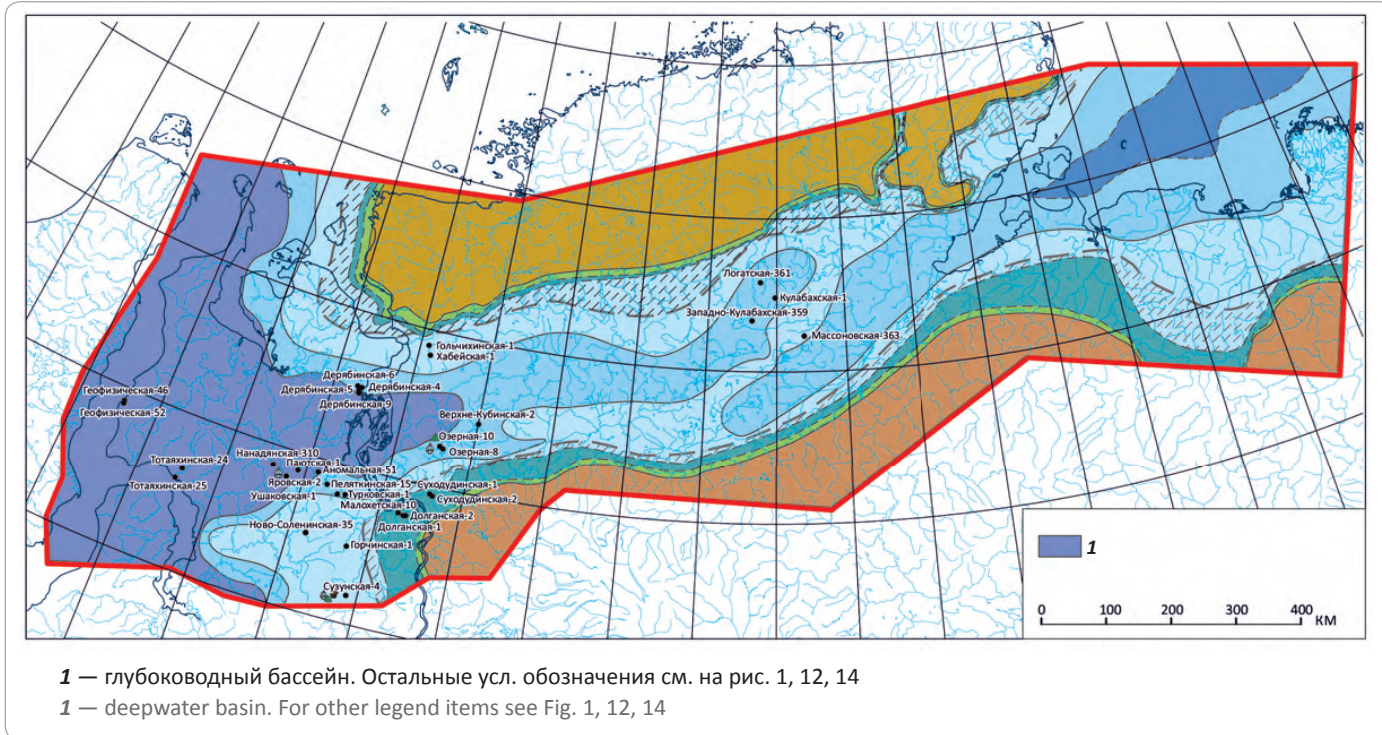 Логатская-361
Кулабахская-1
Западно-Кулабахская-359
Массоновская-363
Гольчихинская-1
Хабейская-1
Дерябинская-6
Дерябинская-5
Дерябинская-4
Дерябинская-9
Геофизическая-46
Геофизическая-52
Верхне-Кубинская-2
Озерная-10
Озерная-8
Нанадянская-310
Паютская-1
Тотаяхинская-24
Аномальная-51
Яровская-2
Тотаяхинская-25
Пеляткинская-15
Суходудинская-1
Ушаковская-1
Турковская-1
Суходудинская-2
Малохетская-10
Долганская-2
Долганская-1
Ново-Соленинская-35
Горчинская-1
Сузунская-4
1
0 100 200 300 400
КМ
1 — глубоководный бассейн. Остальные усл. обозначения см. на рис. 1, 12, 14
1 — deepwater basin. For other legend items see Fig. 1, 12, 14